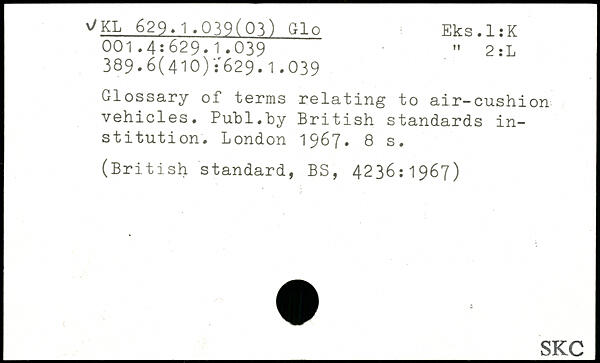 √KL 629.1.039(03) Glo Eks.1:K
001.4:629.1.039 " 2:L
389.6(410):629.1.039
Glossary of terms relating to air-cushion
vehicles. Publ.by British standards in-
stitution. London 1967. 8 s.
(British standard, BS, 4236:1967)
SKC